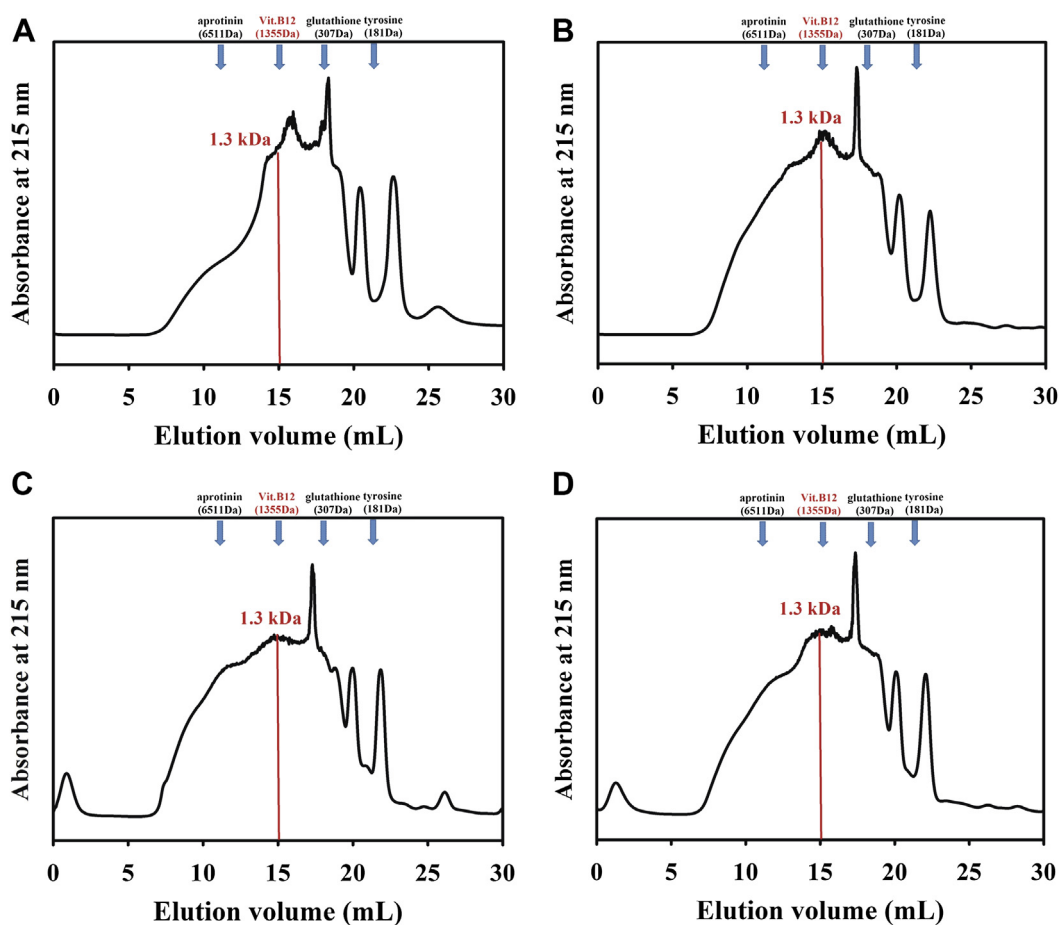 A
aprotinin Vit.B12 glutathione tyrosine
(6511Da) (1355Da) (307Da) (181Da)
1.3 kDa
Absorbance at 215 nm
0 5 10 15 20 25 30
Elution volume (mL)
B
aprotinin Vit.B12 glutathione tyrosine
(6511Da) (1355Da) (307Da) (181Da)
1.3 kDa
Absorbance at 215 nm
0 5 10 15 20 25 30
Elution volume (mL)
C
aprotinin Vit.B12 glutathione tyrosine
(6511Da) (1355Da) (307Da) (181Da)
1.3 kDa
Absorbance at 215 nm
0 5 10 15 20 25 30
Elution volume (mL)
D
aprotinin Vit.B12 glutathione tyrosine
(6511Da) (1355Da) (307Da) (181Da)
1.3 kDa
Absorbance at 215 nm
0 5 10 15 20 25 30
Elution volume (mL)